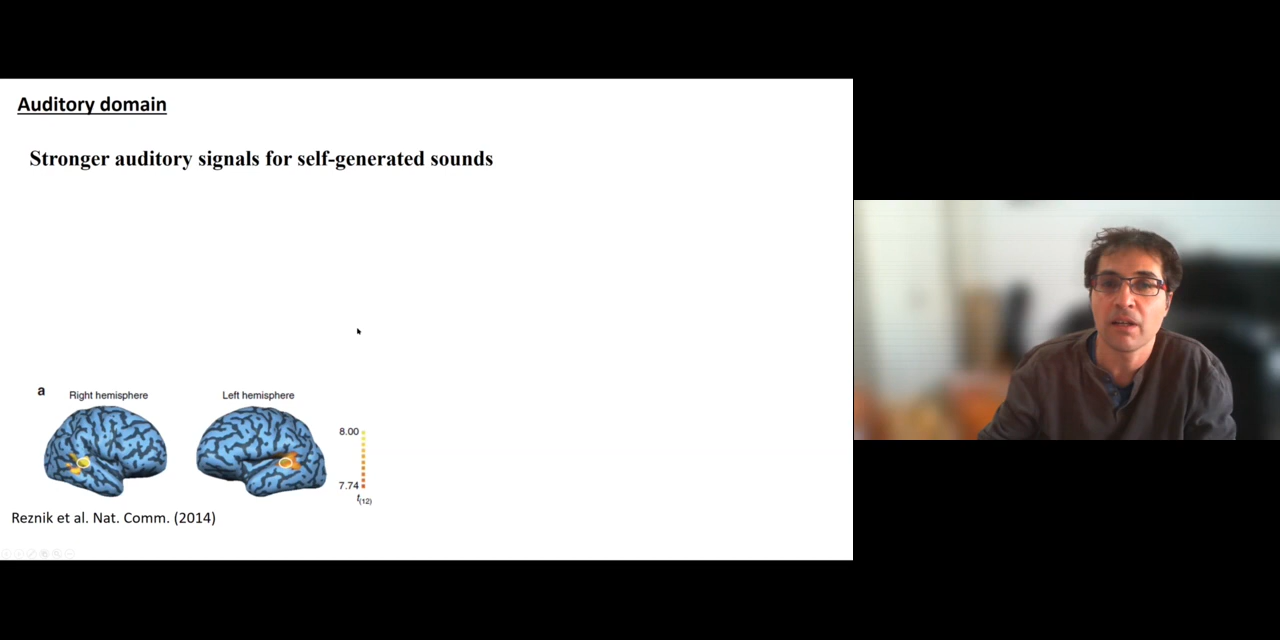 Auditory domain
Stronger auditory signals for self-generated sounds
a
Right hemisphere
Left hemisphere
8.00
7.74
t(12)
Reznik et al. Nat. Comm. (2014)